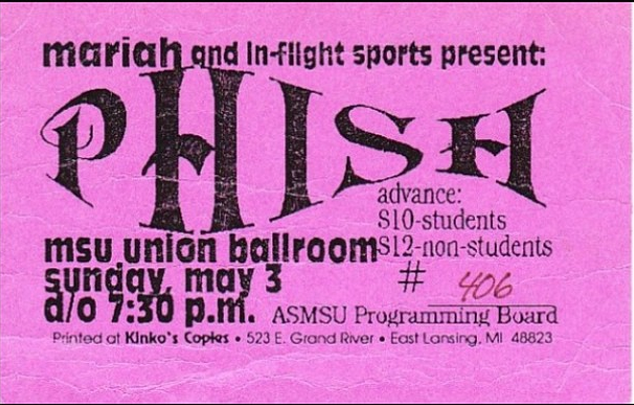 mariah and in-flight sports present:
PHISH
advance:
$10-students
msu union ballroom $12-non-students
sunday, may 3 # 406
d/o 7:30 p.m. ASMSU Programming Board
Printed at Kinko's Copies • 523 E. Grand River • East Lansing, MI 48823